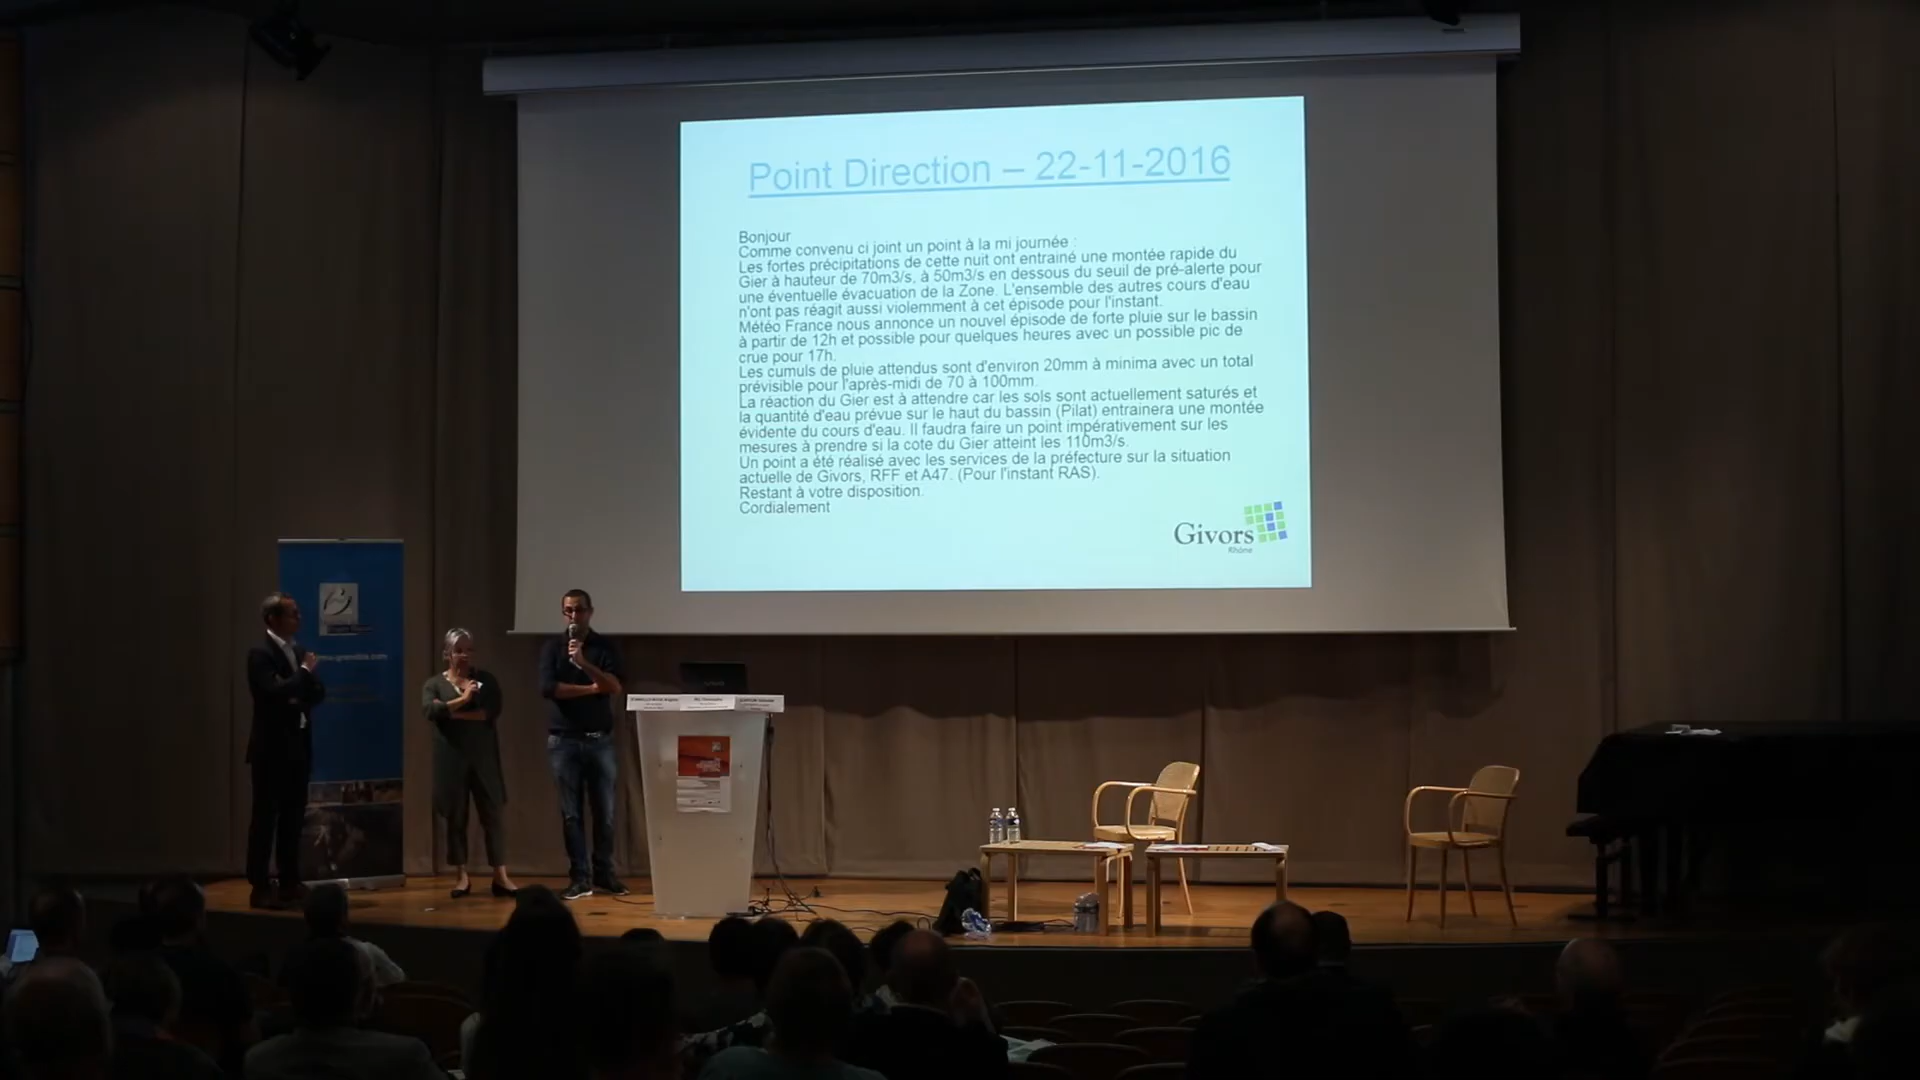 Point Direction – 22-11-2016
Bonjour
Comme convenu ci joint un point à la mi journée :
Les fortes précipitations de cette nuit ont entrainé une montée rapide du
Gier à hauteur de 70m3/s, à 50m3/s en dessous du seuil de pré-alerte pour
une éventuelle évacuation de la Zone. L'ensemble des autres cours d'eau
n'ont pas réagit aussi violemment à cet épisode pour l'instant.
Météo France nous annonce un nouvel épisode de forte pluie sur le bassin
à partir de 12h et possible pour quelques heures avec un possible pic de
crue pour 17h.
Les cumuls de pluie attendus sont d'environ 20mm à minima avec un total
prévisible pour l'après-midi de 70 à 100mm.
La réaction du Gier est à attendre car les sols sont actuellement saturés et
la quantité d'eau prévue sur le haut du bassin (Pilat) entrainera une montée
évidente du cours d'eau. Il faudra faire un point impérativement sur les
mesures à prendre si la cote du Gier atteint les 110m3/s.
Un point a été réalisé avec les services de la préfecture sur la situation
actuelle de Givors, RFF et A47. (Pour l'instant RAS).
Restant à votre disposition.
Cordialement
Givors
Rhône